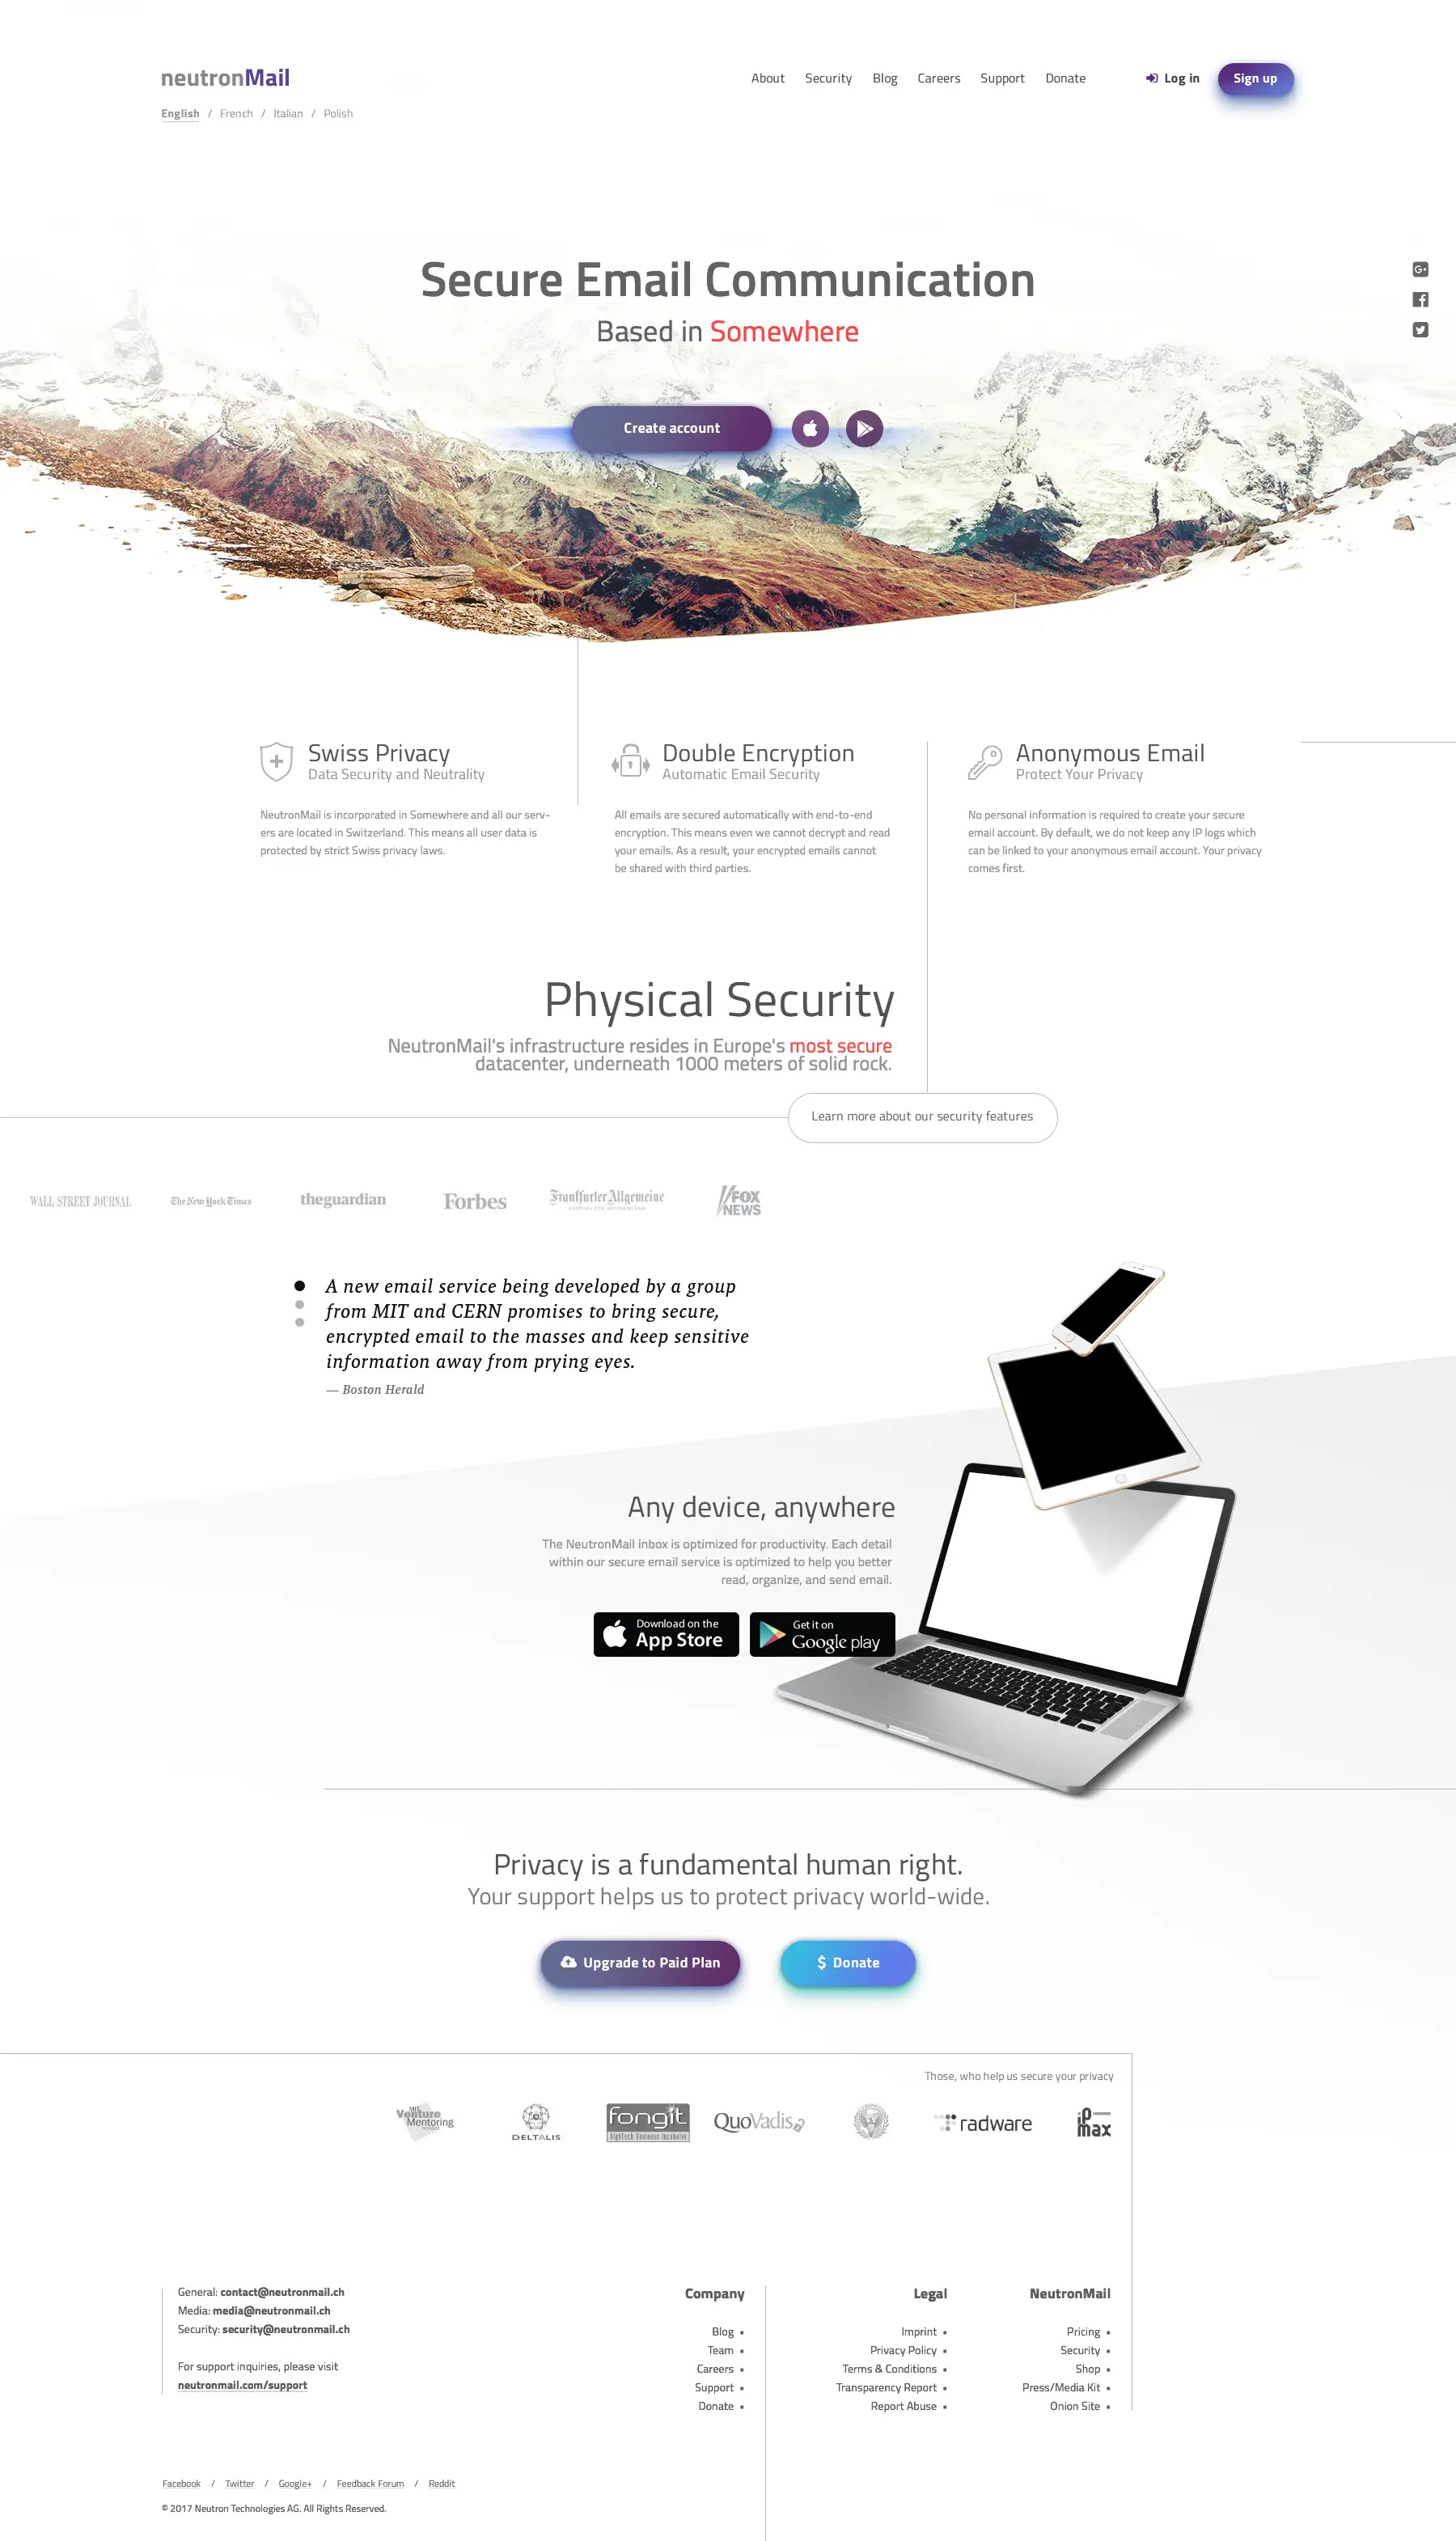 neutronMail
About Security Blog Careers Support Donate Log in Sign up
English / French / Italian / Polish
Secure Email Communication
Based in Somewhere
Create account
Swiss Privacy
Data Security and Neutrality
NeutronMail is incorporated in Somewhere and all our serv-
ers are located in Switzerland. This means all user data is
protected by strict Swiss privacy laws.
Double Encryption
Automatic Email Security
All emails are secured automatically with end-to-end
encryption. This means even we cannot decrypt and read
your emails. As a result, your encrypted emails cannot
be shared with third parties.
Anonymous Email
Protect Your Privacy
No personal information is required to create your secure
email account. By default, we do not keep any IP logs which
can be linked to your anonymous email account. Your privacy
comes first.
Physical Security
NeutronMail's infrastructure resides in Europe's most secure
datacenter, underneath 1000 meters of solid rock.
Learn more about our security features
WALL STREET JOURNAL
The New York Times
theguardian
Forbes
Frankfurter Allgemeine
ZEITUNG FÜR DEUTSCHLAND
FOX
NEWS
A new email service being developed by a group
from MIT and CERN promises to bring secure,
encrypted email to the masses and keep sensitive
information away from prying eyes.
— Boston Herald
Any device, anywhere
The NeutronMail inbox is optimized for productivity. Each detail
within our secure email service is optimized to help you better
read, organize, and send email.
Download on the
App Store
Get it on
Google play
Privacy is a fundamental human right.
Your support helps us to protect privacy world-wide.
Upgrade to Paid Plan
$ Donate
Those, who help us secure your privacy
MIT
Venture
Mentoring
DELTALIS
fongit
HighTech Business Incubator
QuoVadis
radware
ip-
max
General: contact@neutronmail.ch
Media: media@neutronmail.ch
Security: security@neutronmail.ch
For support inquiries, please visit
neutronmail.com/support
Company
Blog •
Team •
Careers •
Support •
Donate •
Legal
Imprint •
Privacy Policy •
Terms & Conditions •
Transparency Report •
Report Abuse •
NeutronMail
Pricing •
Security •
Shop •
Press/Media Kit •
Onion Site •
Facebook / Twitter / Google+ / Feedback Forum / Reddit
© 2017 Neutron Technologies AG. All Rights Reserved.